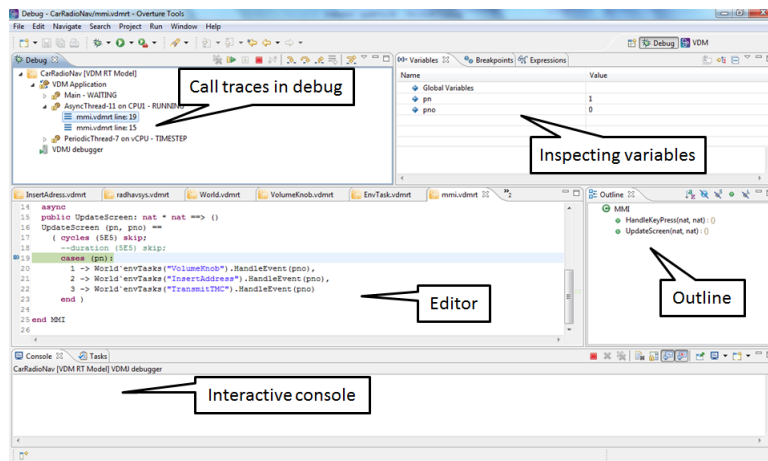 Debug - CarRadioNav/mmi.vdmrt - Overture Tools
File Edit Navigate Search Project Run Window Help
Debug VDM
Debug
CarRadioNav [VDM RT Model]
VDM Application
Main - WAITING
AsyncThread-11 on CPU1 - RUNNING
mmi.vdmrt line: 19
mmi.vdmrt line: 15
PeriodicThread-7 on vCPU - TIMESTEP
VDMJ debugger
Call traces in debug
Variables Breakpoints Expressions
Name Value
Global Variables
pn 1
pno 0
Inspecting variables
InsertAdress.vdmrt radhavsys.vdmrt World.vdmrt VolumeKnob.vdmrt EnvTask.vdmrt mmi.vdmrt »2
14 async
15 public UpdateScreen: nat * nat ==> ()
16 UpdateScreen (pn, pno) ==
17 ( cycles (5E5) skip;
18 --duration (5E5) skip;
19 cases (pn):
20 1 -> World`envTasks("VolumeKnob").HandleEvent(pno),
21 2 -> World`envTasks("InsertAddress").HandleEvent(pno),
22 3 -> World`envTasks("TransmitTMC").HandleEvent(pno)
23 end )
24
25 end MMI
26
Editor
Outline
MMI
HandleKeyPress(nat, nat) : ()
UpdateScreen(nat, nat) : ()
Outline
Console Tasks
CarRadioNav [VDM RT Model] VDMJ debugger
Interactive console